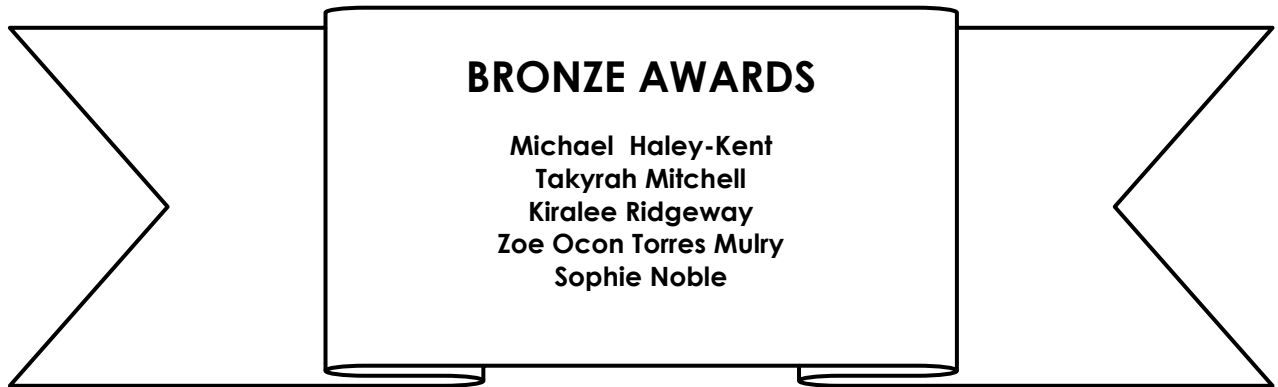 BRONZE AWARDS
Michael  Haley-Kent
Takyrah Mitchell
Kiralee Ridgeway
Zoe Ocon Torres Mulry
Sophie Noble